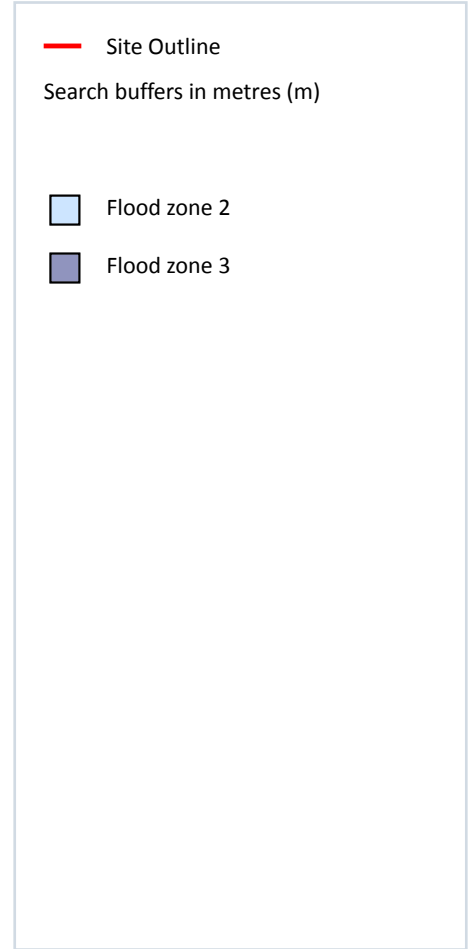 Site Outline
Search buffers in metres (m)
Flood zone 2
Flood zone 3